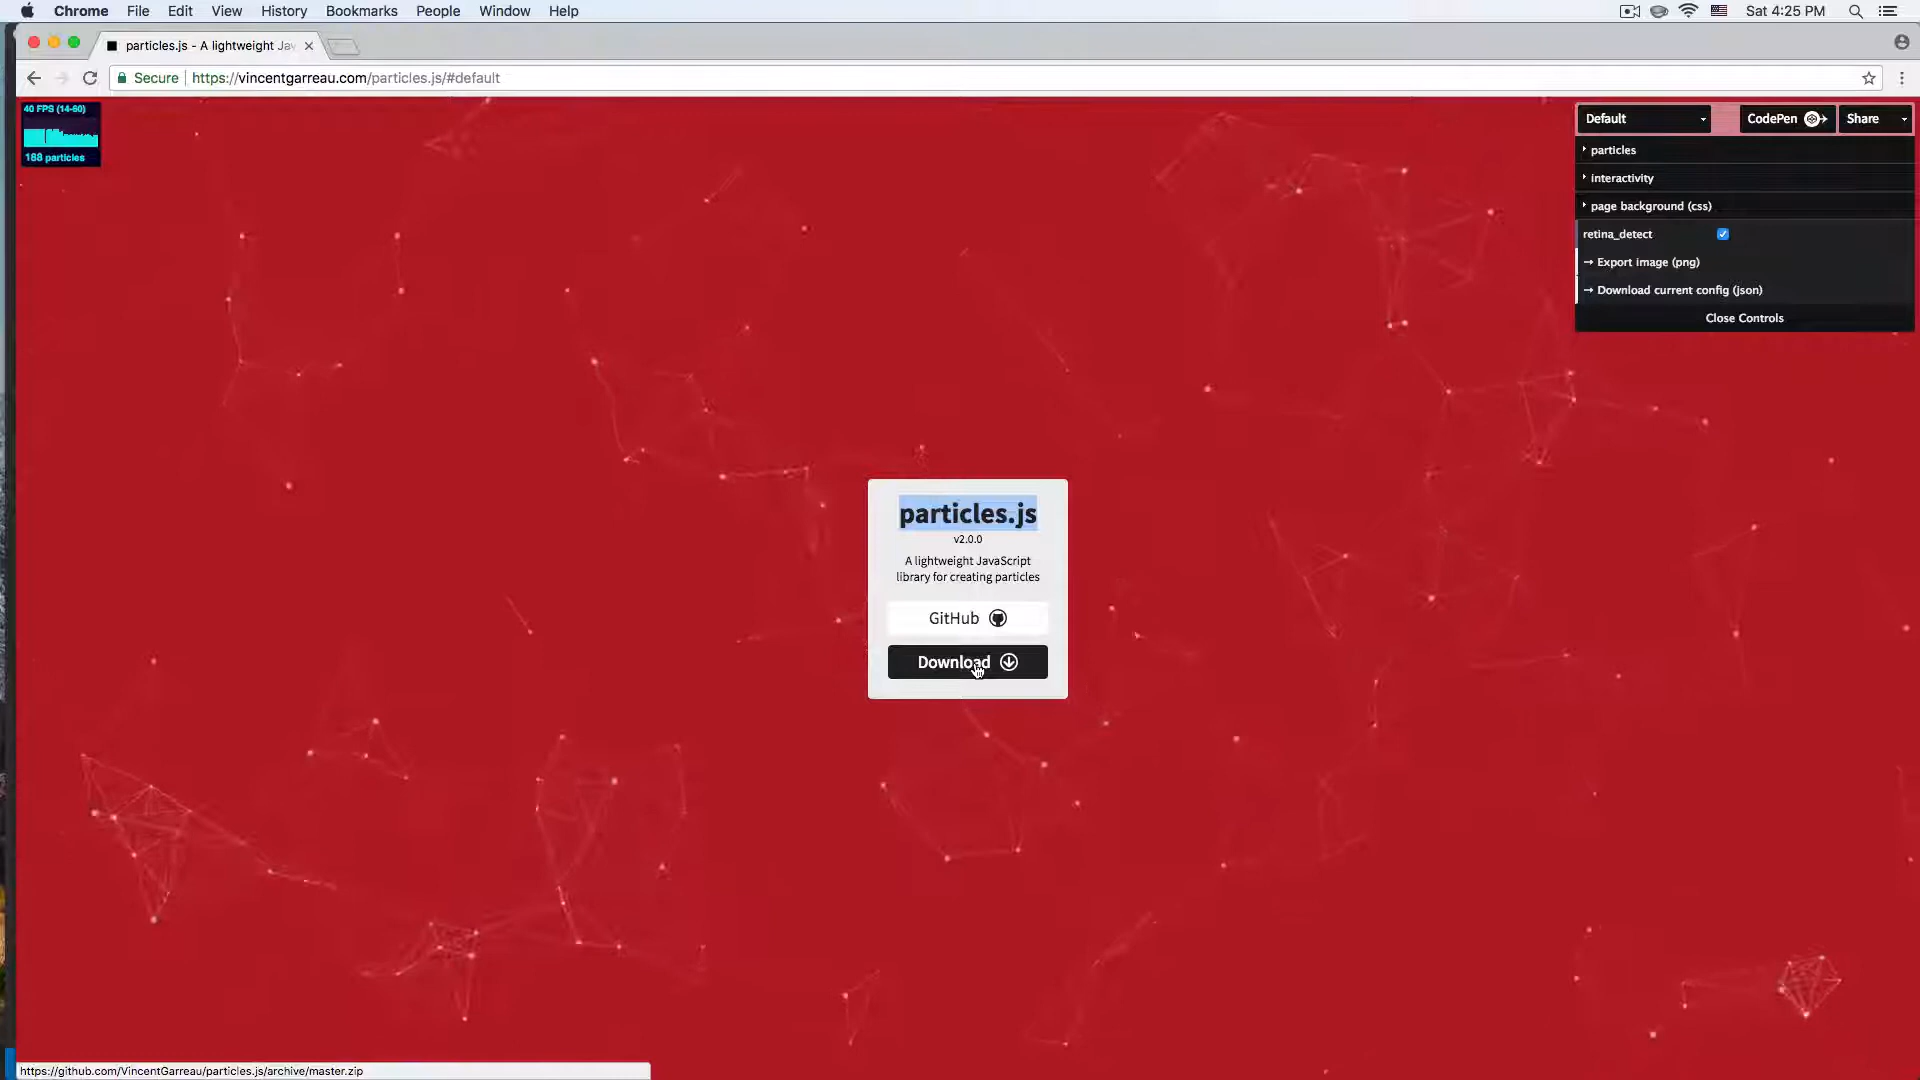 Chrome File Edit View History Bookmarks People Window Help Sat 4:25 PM
particles.js - A lightweight Jav
Secure https://vincentgarreau.com/particles.js/#default
40 FPS (14-60)
188 particles
Default CodePen Share
particles
interactivity
page background (css)
retina_detect
→ Export image (png)
→ Download current config (json)
Close Controls
particles.js
v2.0.0
A lightweight JavaScript
library for creating particles
GitHub
Download
https://github.com/VincentGarreau/particles.js/archive/master.zip